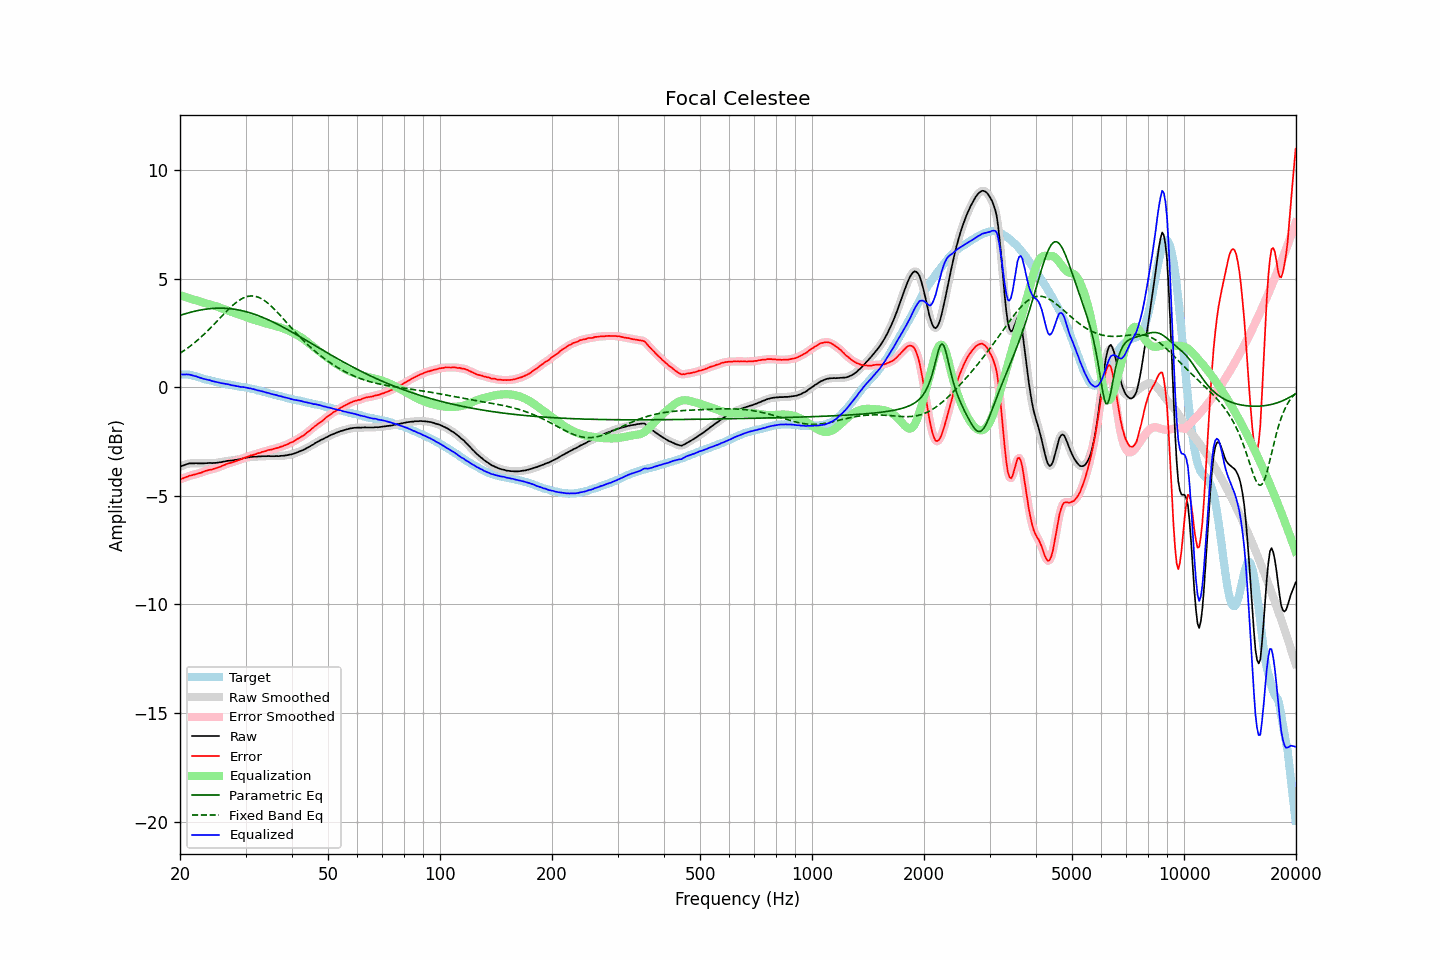 Focal Celestee
Amplitude (dBr)
10
5
0
−5
−10
−15
−20
Target
Raw Smoothed
Error Smoothed
Raw
Error
Equalization
Parametric Eq
Fixed Band Eq
Equalized
20 50 100 200 500 1000 2000 5000 10000 20000
Frequency (Hz)